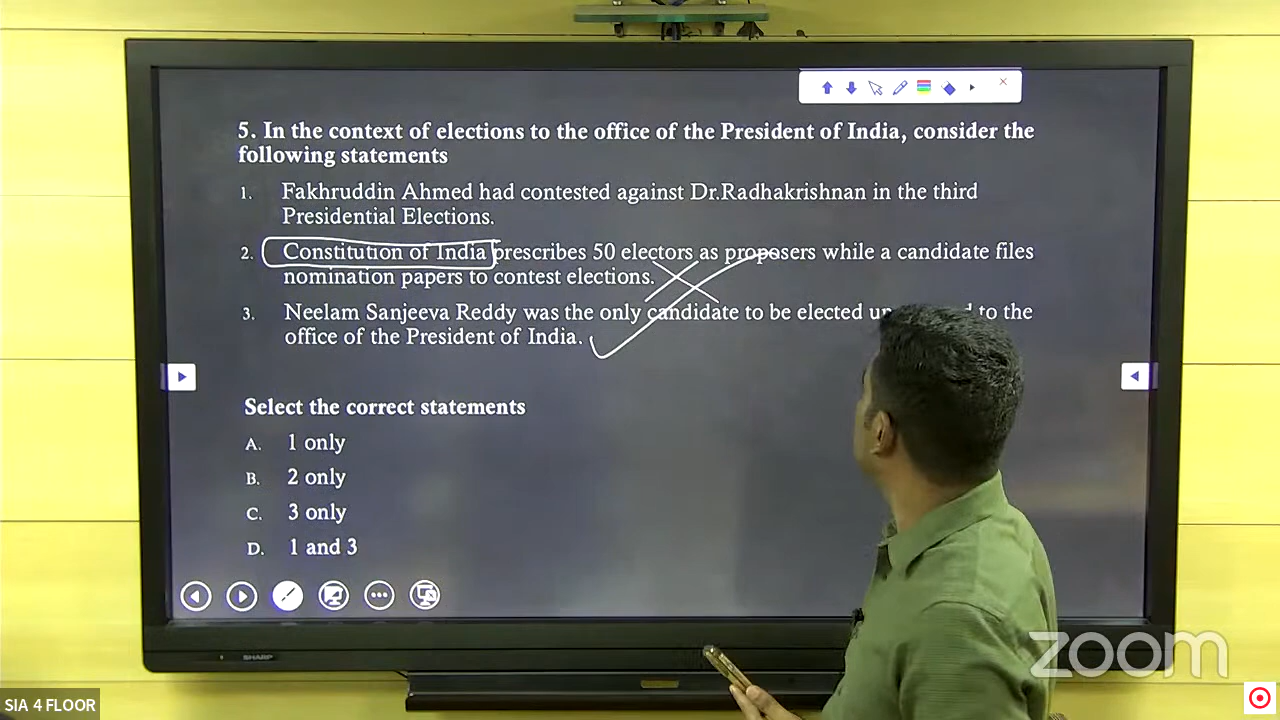 5. In the context of elections to the office of the President of India, consider the
following statements
1. Fakhruddin Ahmed had contested against Dr.Radhakrishnan in the third
Presidential Elections.
2. Constitution of India prescribes 50 electors as proposers while a candidate files
nomination papers to contest elections.
3. Neelam Sanjeeva Reddy was the only candidate to be elected to the
office of the President of India.
Select the correct statements
A. 1 only
B. 2 only
C. 3 only
D. 1 and 3
SHARP
zoom
SIA 4 FLOOR